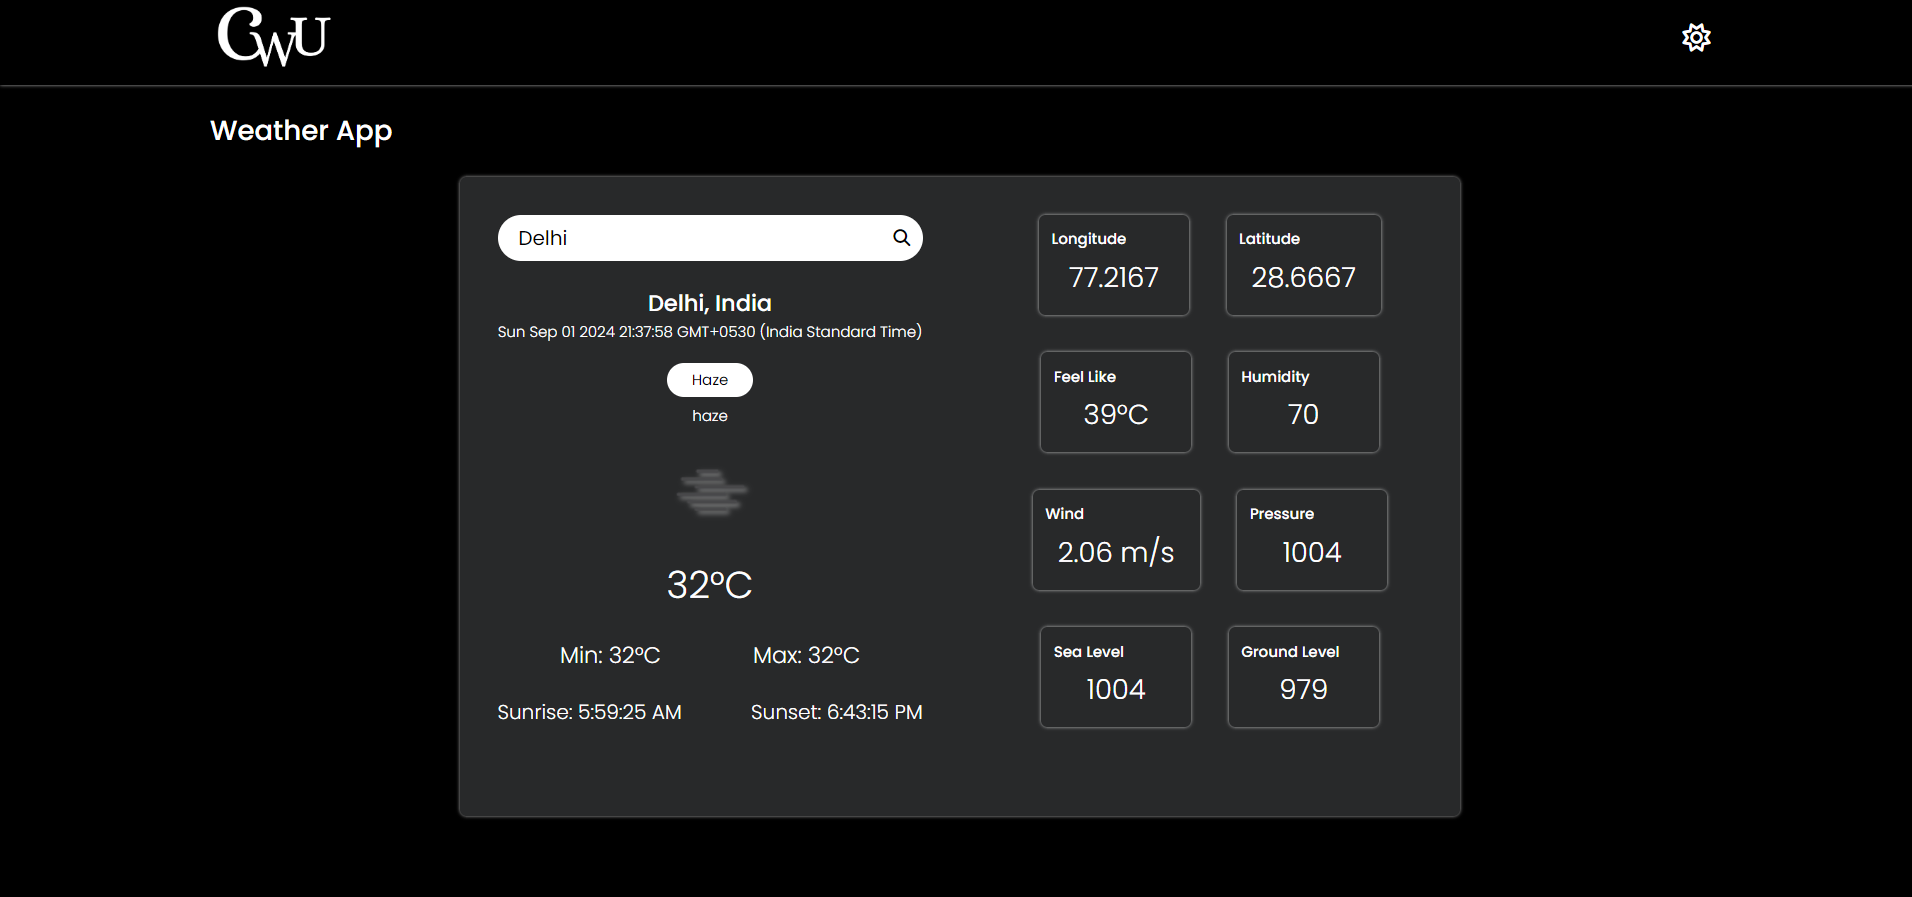 CWU
Weather App
Delhi
Delhi, India
Sun Sep 01 2024 21:37:58 GMT+0530 (India Standard Time)
Haze
haze
32°C
Min: 32°C Max: 32°C
Sunrise: 5:59:25 AM Sunset: 6:43:15 PM
Longitude
77.2167
Latitude
28.6667
Feel Like
39°C
Humidity
70
Wind
2.06 m/s
Pressure
1004
Sea Level
1004
Ground Level
979